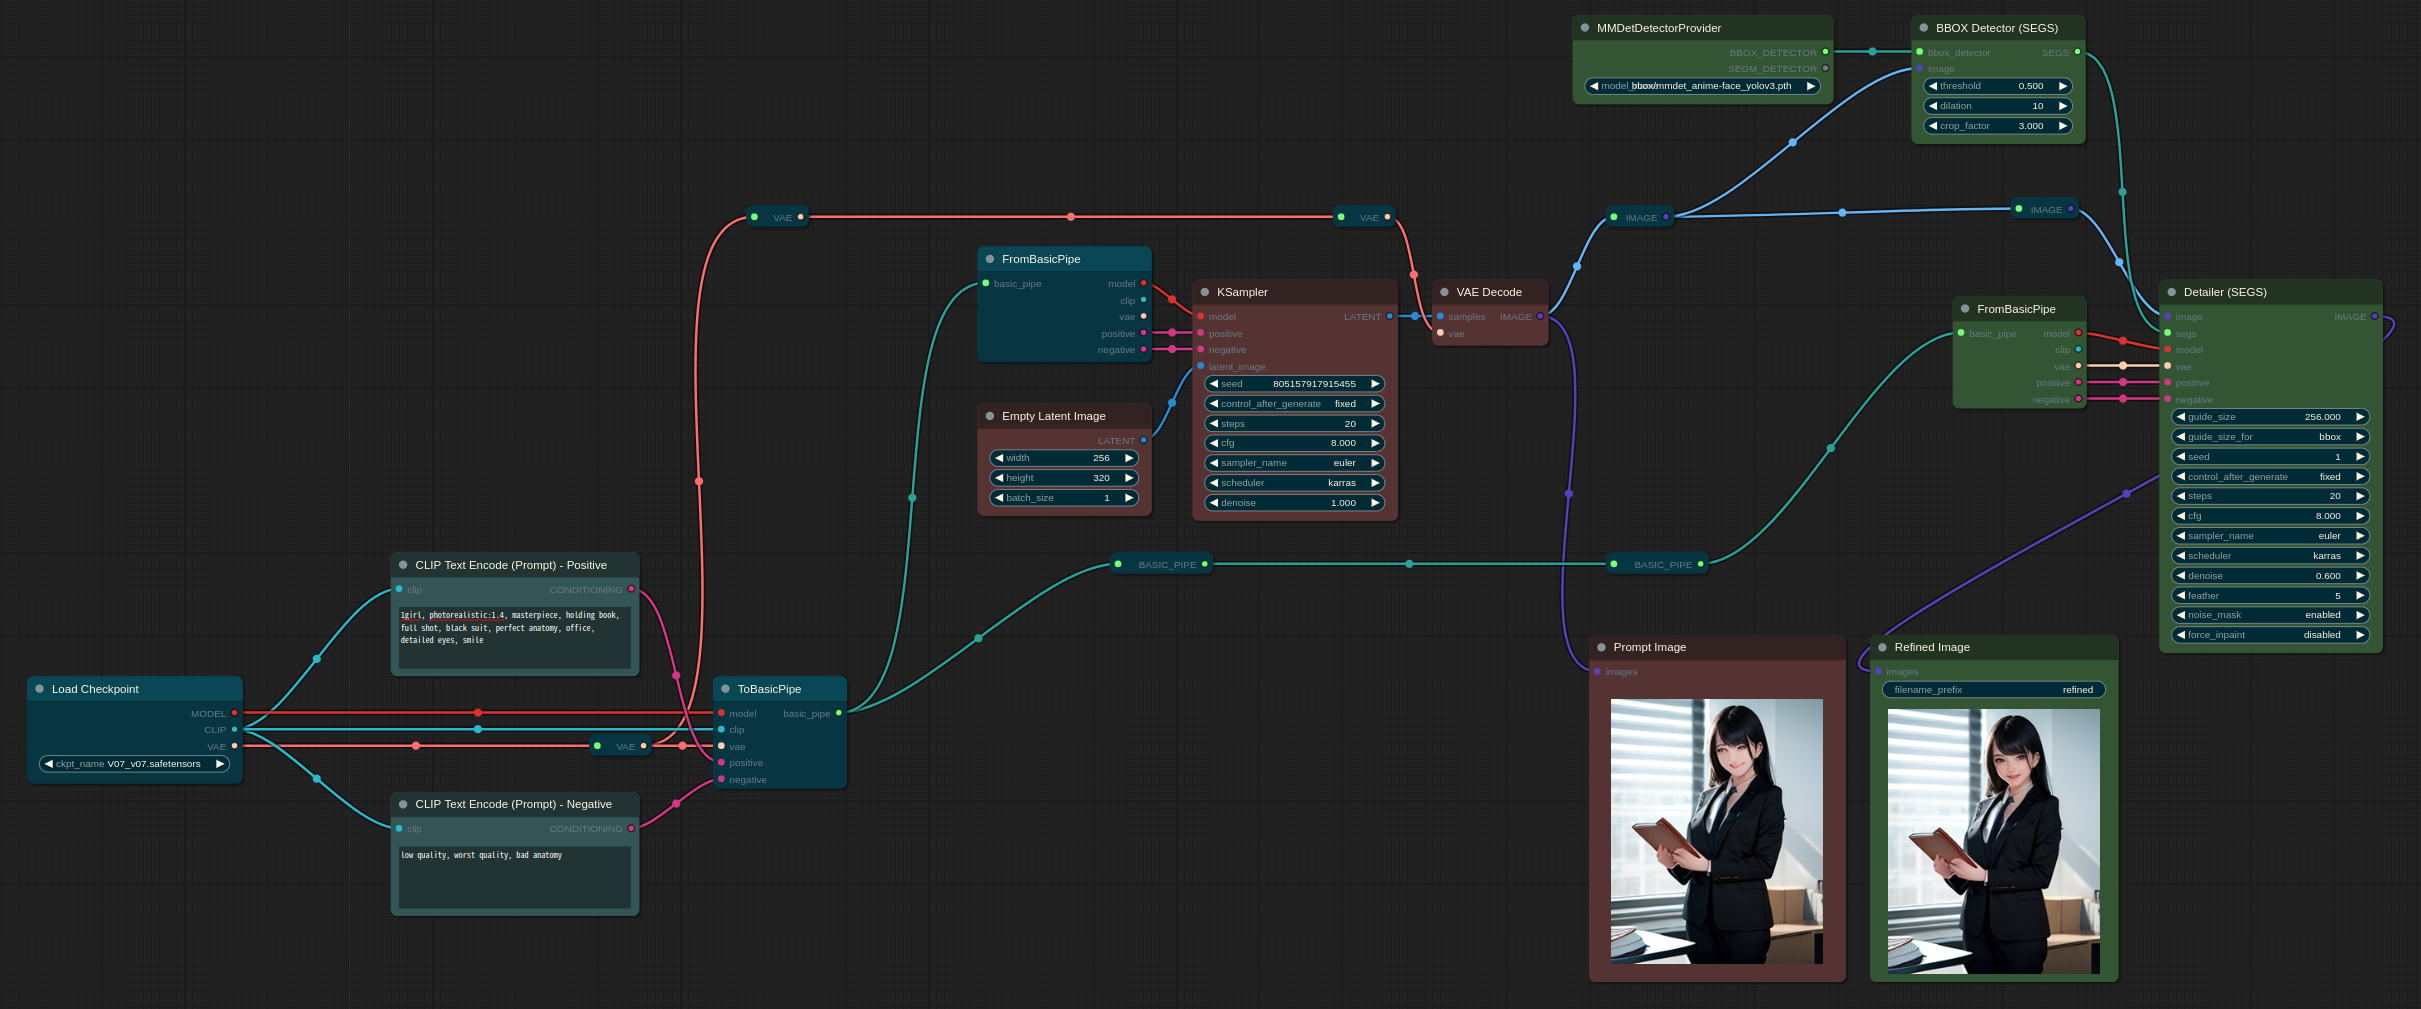 MMDetDetectorProvider
BBOX_DETECTOR
SEGM_DETECTOR
bbox/mmdet_anime-face_yolov3.pth
BBOX Detector (SEGS)
bbox_detector SEGS
image
threshold 0.500
dilation 10
crop_factor 3.000
VAE
VAE
IMAGE
IMAGE
FromBasicPipe
basic_pipe model
clip
vae
positive
negative
KSampler
model LATENT
positive
negative
latent_image
seed 805157917915455
control_after_generate fixed
steps 20
cfg 8.000
sampler_name euler
scheduler karras
denoise 1.000
VAE Decode
samples IMAGE
vae
Empty Latent Image
LATENT
width 256
height 320
batch_size 1
FromBasicPipe
basic_pipe model
clip
vae
positive
negative
Detailer (SEGS)
image IMAGE
segs
model
vae
positive
negative
guide_size 256.000
guide_size_for bbox
seed 1
control_after_generate fixed
steps 20
cfg 8.000
sampler_name euler
scheduler karras
denoise 0.600
feather 5
noise_mask enabled
force_inpaint disabled
BASIC_PIPE
BASIC_PIPE
CLIP Text Encode (Prompt) - Positive
clip CONDITIONING
1girl, photorealistic:1.4, masterpiece, holding book,
full shot, black suit, perfect anatomy, office,
detailed eyes, smile
Load Checkpoint
MODEL
CLIP
VAE
ckpt_name V07_v07.safetensors
VAE
ToBasicPipe
model basic_pipe
clip
vae
positive
negative
CLIP Text Encode (Prompt) - Negative
clip CONDITIONING
low quality, worst quality, bad anatomy
Prompt Image
images
Refined Image
images
filename_prefix refined